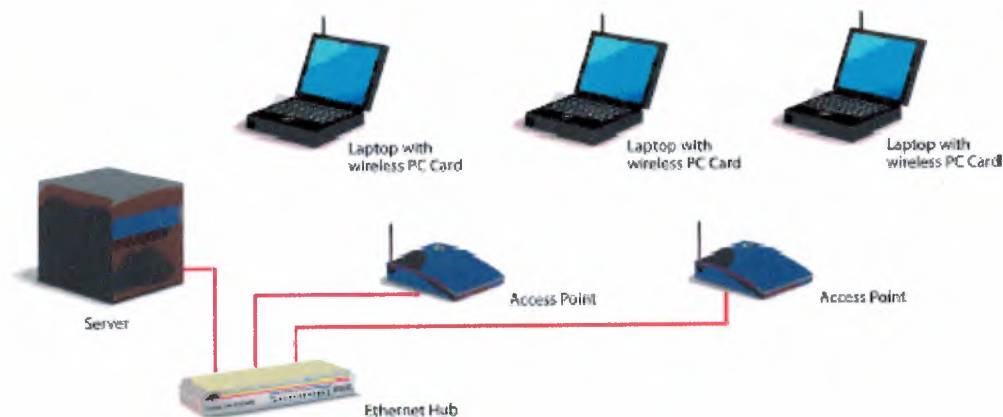 Laptop with
wireless PC Card
Laptop with
wireless PC Card
Laptop with
wireless PC Card
Access Point
Access Point
Server
Ethernet Hub